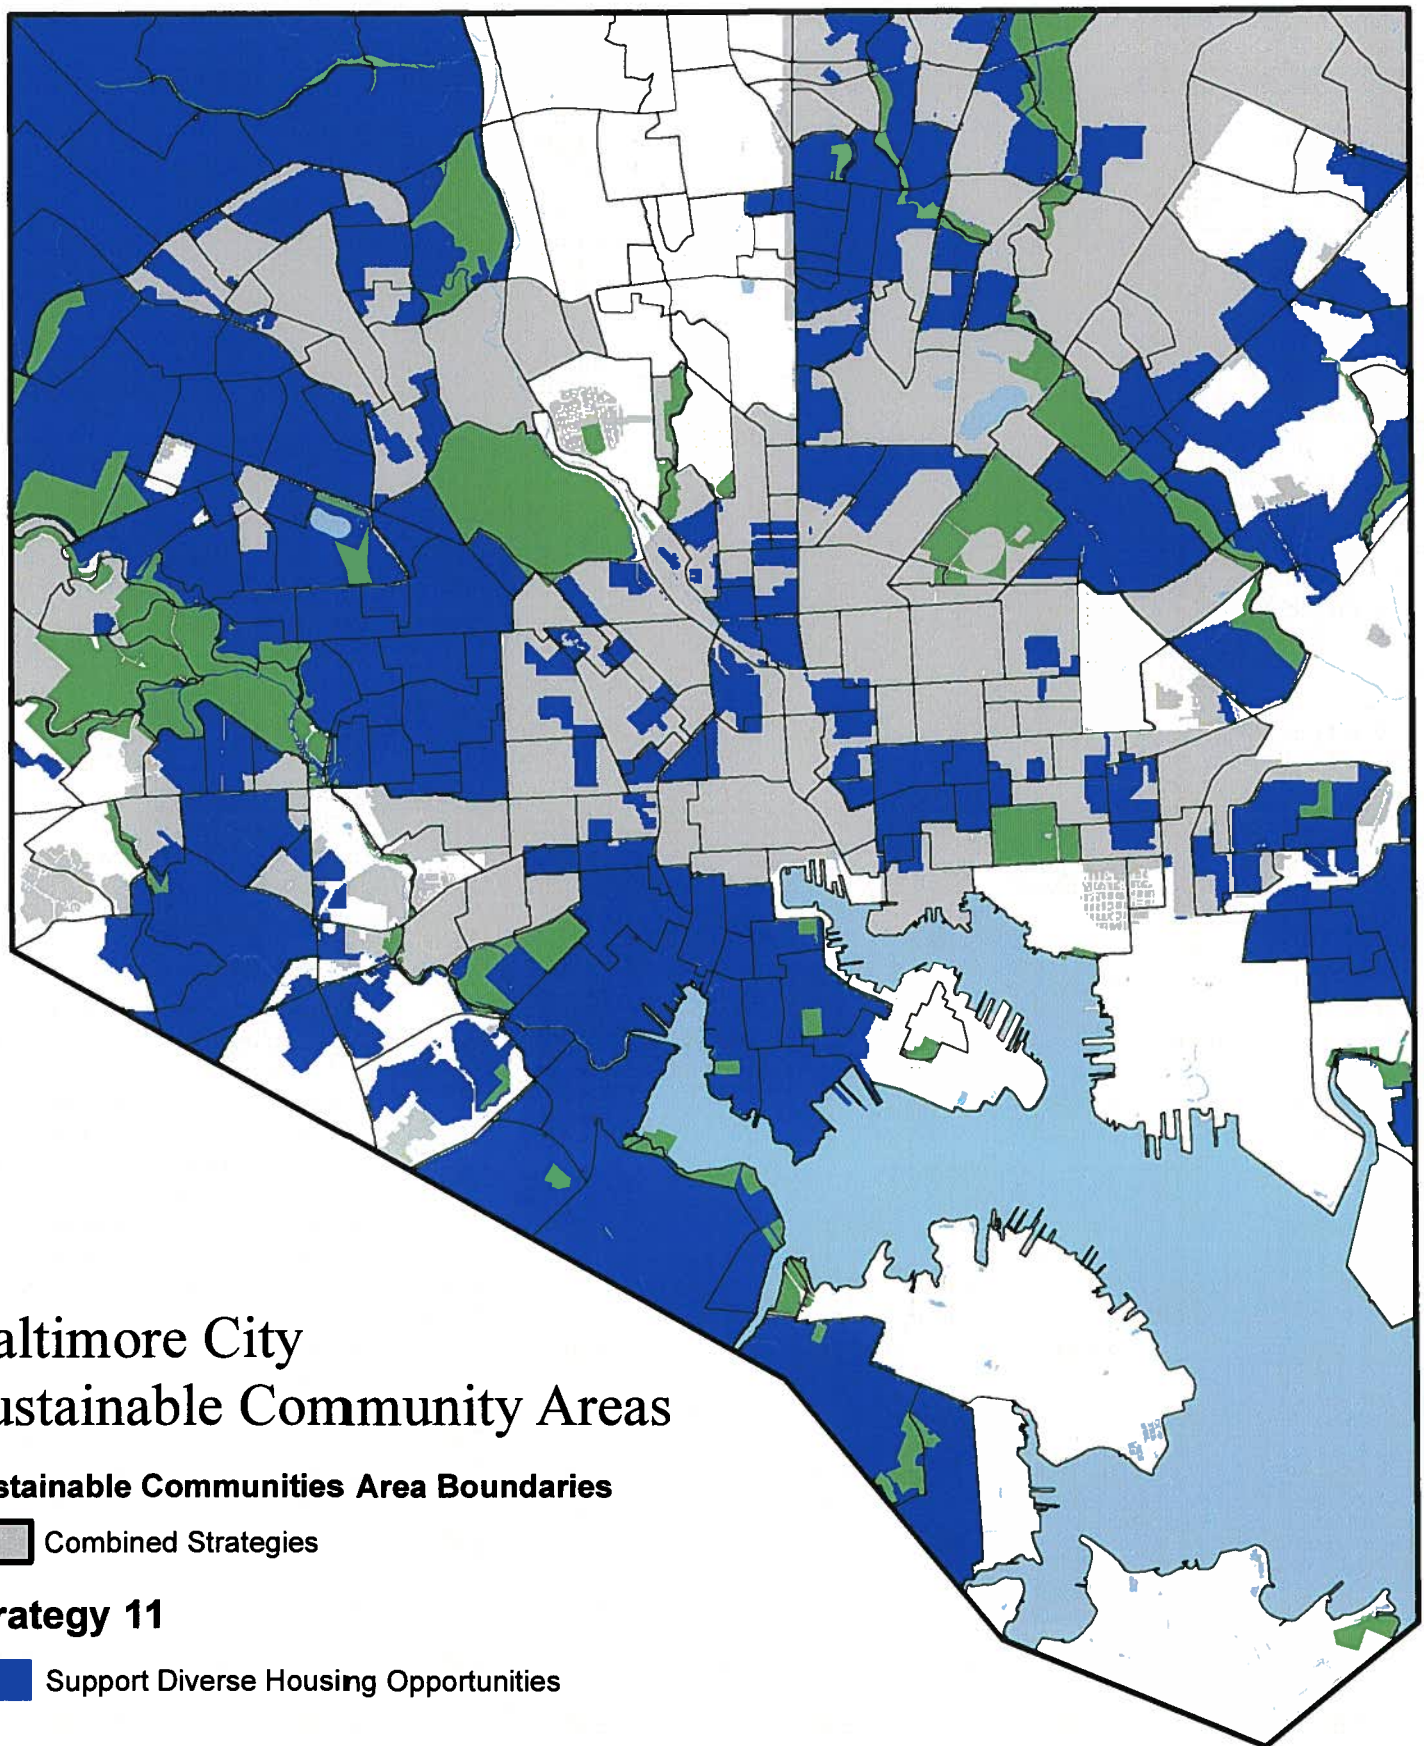 altimore City
ustainable Community Areas
stainable Communities Area Boundaries
Combined Strategies
rategy 11
Support Diverse Housing Opportunities